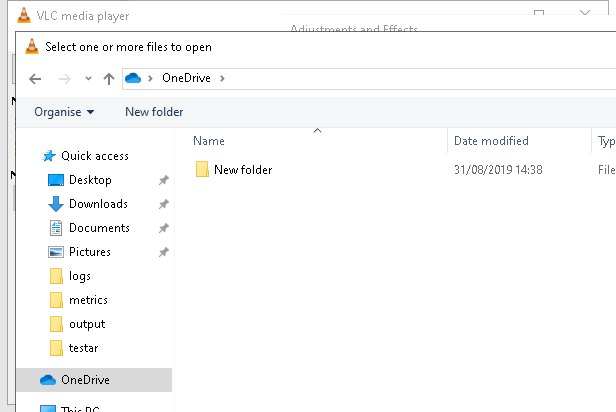 VLC media player
Adjustments and Effects
Select one or more files to open
OneDrive
Organise New folder
Name Date modified Typ
Quick access
New folder 31/08/2019 14:38 File
Desktop
Downloads
Documents
Pictures
logs
metrics
output
testar
OneDrive
This PC